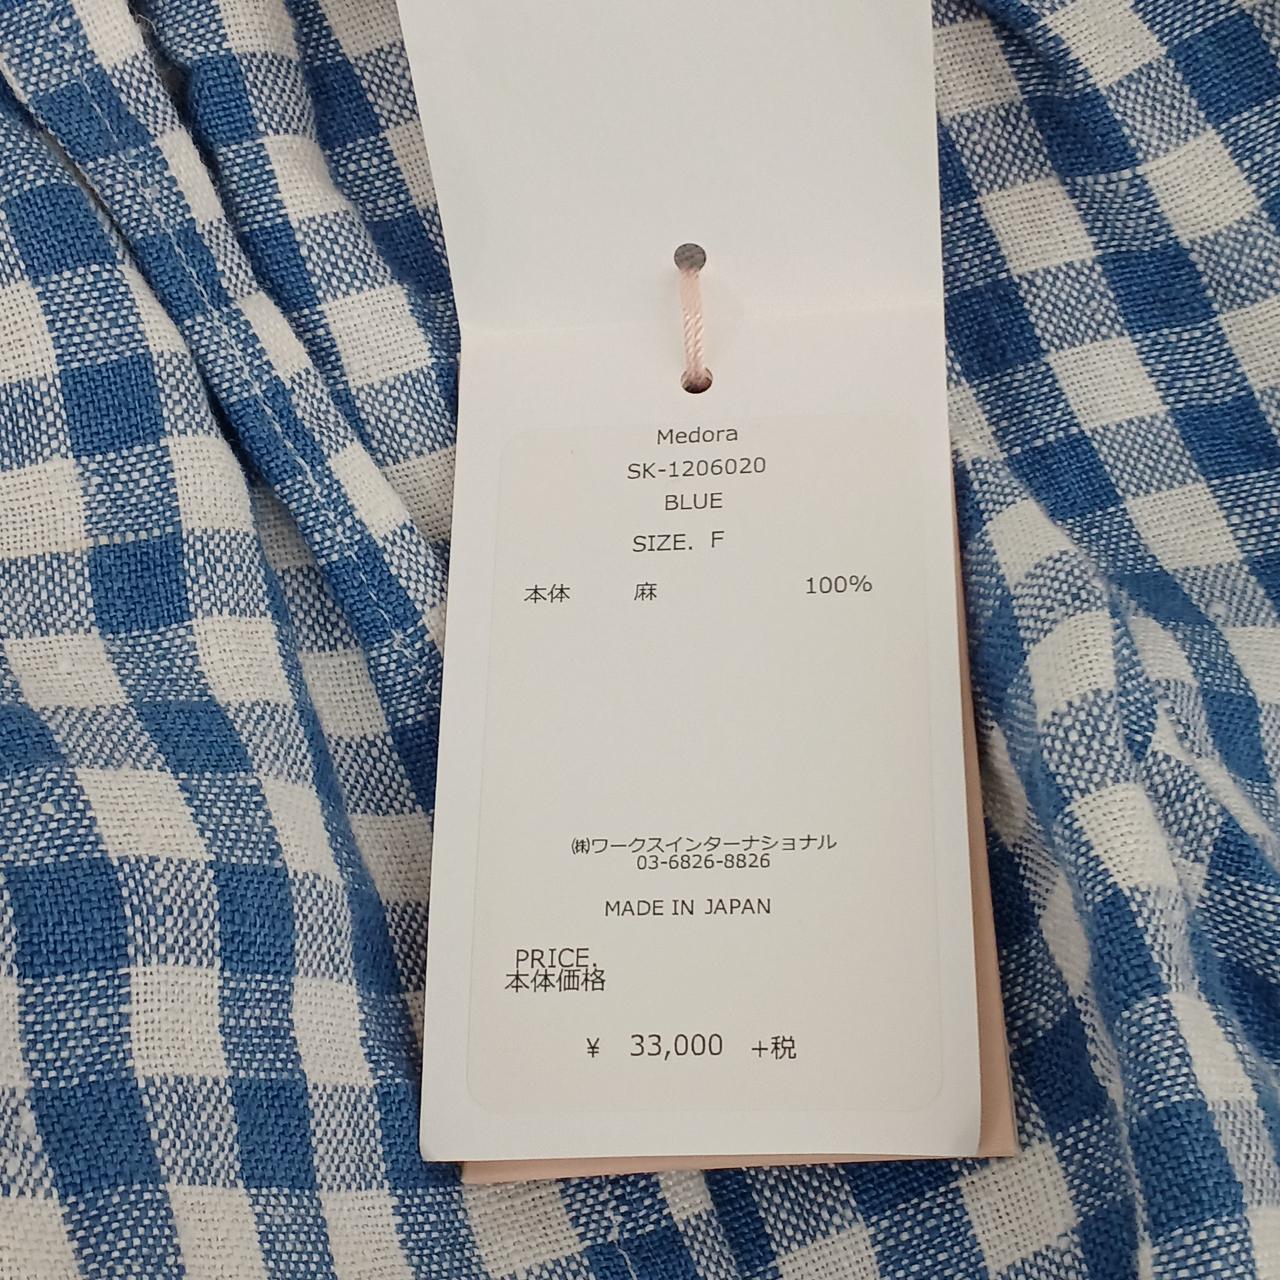 Medora
SK-1206020
BLUE
SIZE. F
本体 麻 100%
㈱ワークスインターナショナル
03-6826-8826
MADE IN JAPAN
PRICE.
本体価格
¥ 33,000 +税